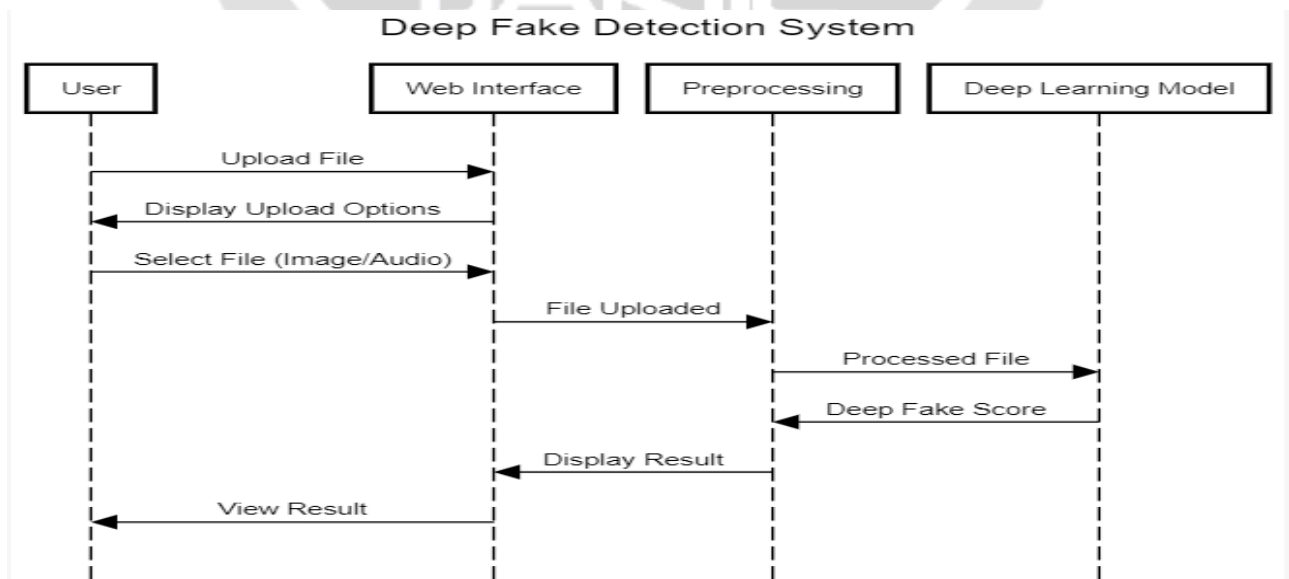 Deep Fake Detection System
User
Web Interface
Preprocessing
Deep Learning Model
Upload File
Display Upload Options
Select File (Image/Audio)
File Uploaded
Processed File
Deep Fake Score
Display Result
View Result